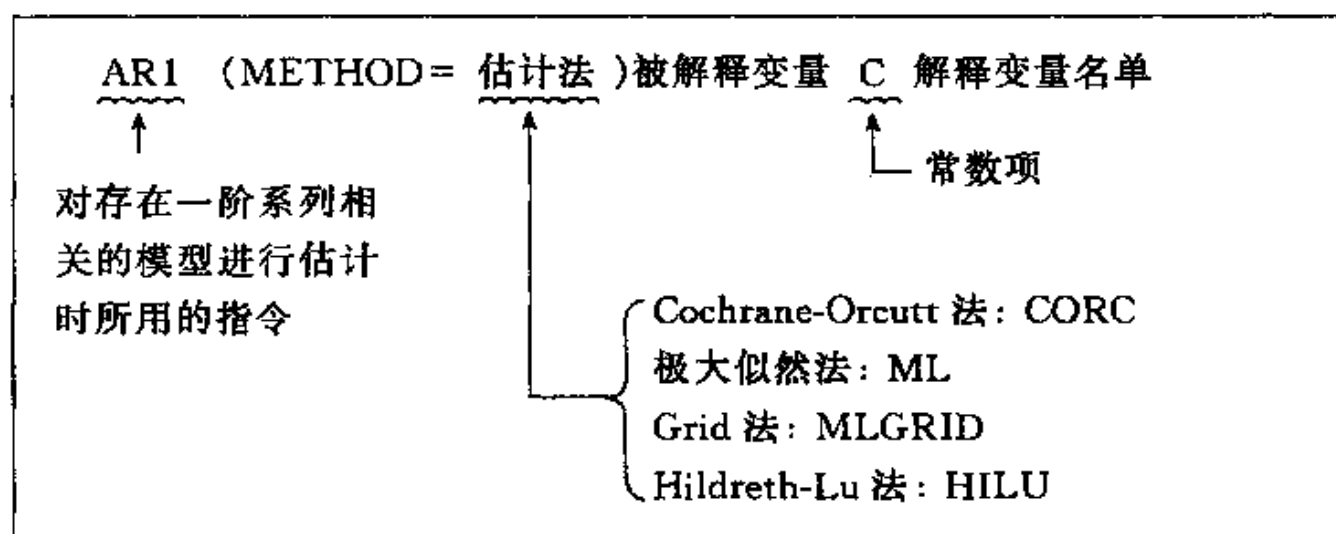 AR1 (METHOD= 估计法 )被解释变量 C 解释变量名单
常数项
对存在一阶系列相
关的模型进行估计
时所用的指令
Cochrane-Orcutt 法: CORC
极大似然法: ML
Grid 法: MLGRID
Hildreth-Lu 法: HILU